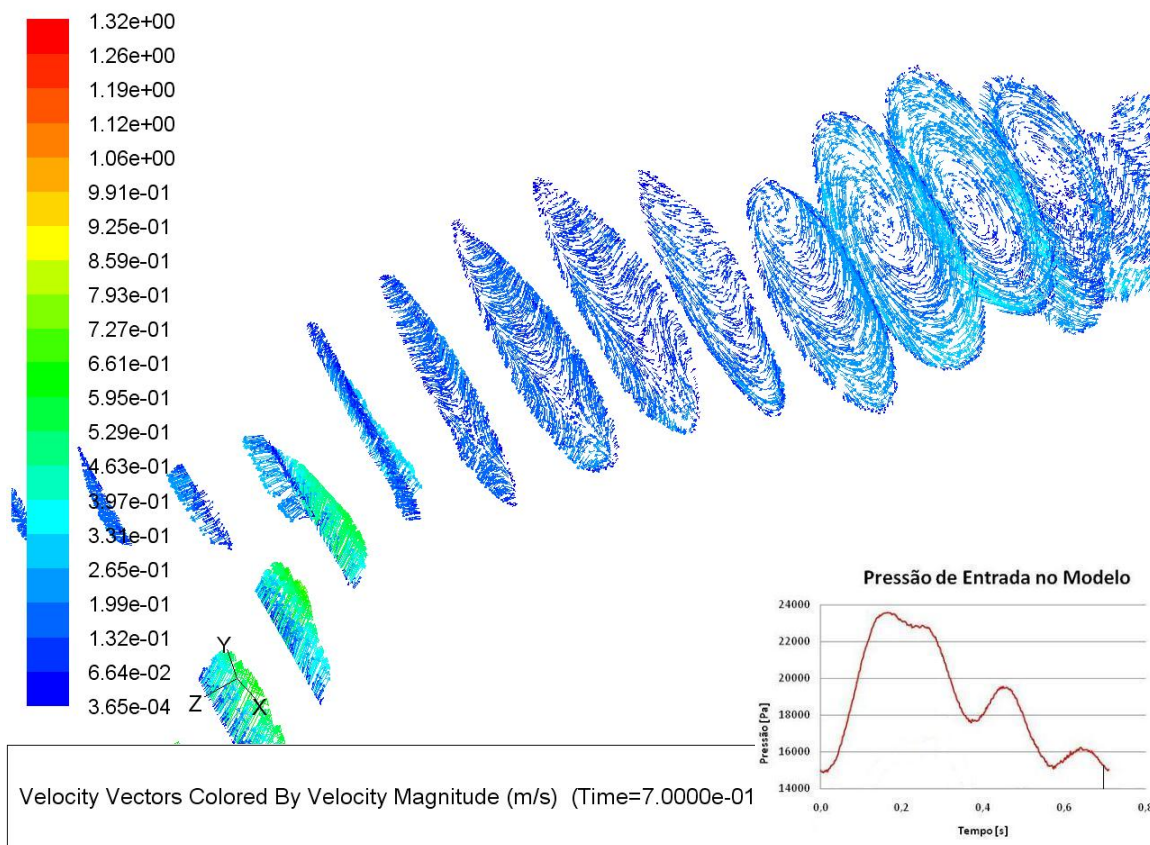 1.32e+00
1.26e+00
1.19e+00
1.12e+00
1.06e+00
9.91e-01
9.25e-01
8.59e-01
7.93e-01
7.27e-01
6.61e-01
5.95e-01
5.29e-01
4.63e-01
3.97e-01
3.31e-01
2.65e-01
1.99e-01
1.32e-01
6.64e-02
3.65e-04
Y
Z
X
Velocity Vectors Colored By Velocity Magnitude (m/s) (Time=7.0000e-01
Pressão de Entrada no Modelo
Pressão [Pa]
24000
22000
20000
18000
16000
14000
0,0 0,2 0,4 0,6 0,8
Tempo [s]